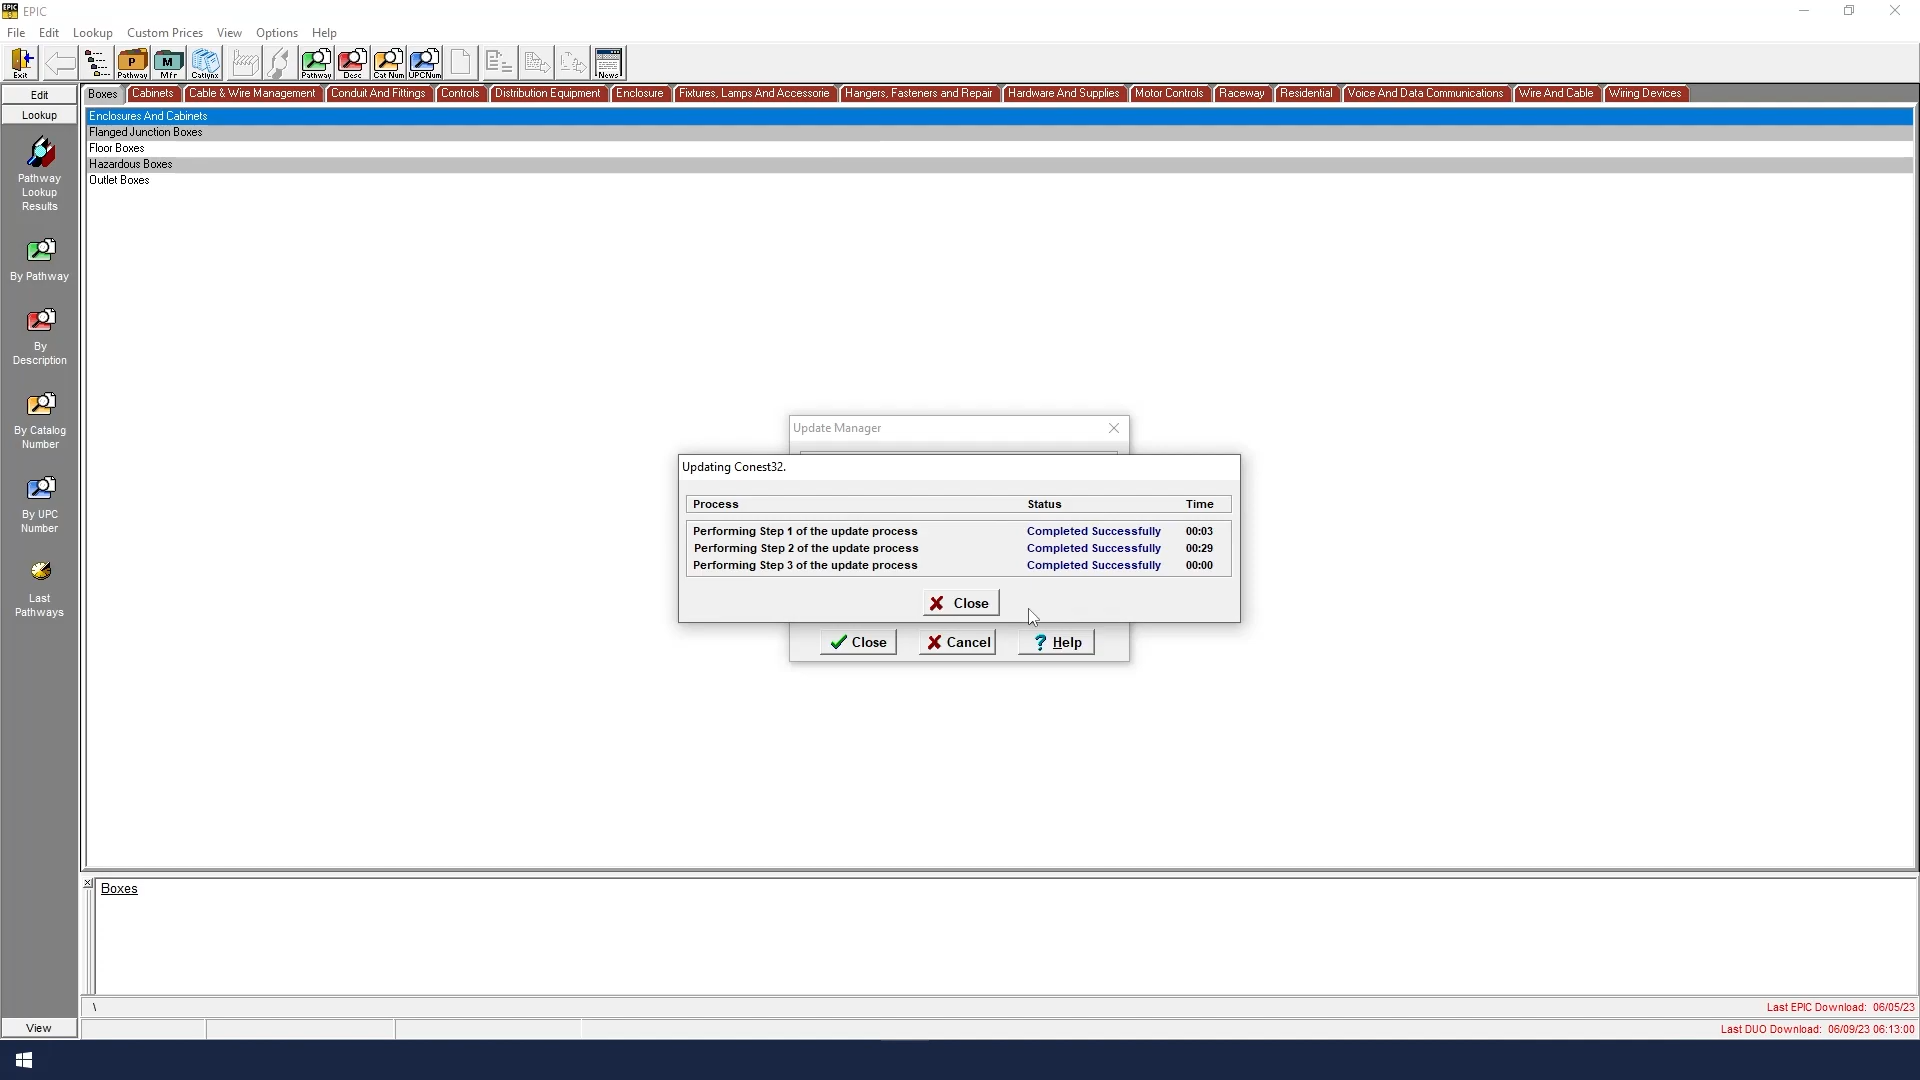 EPIC
File Edit Lookup Custom Prices View Options Help
Exit Pathway Mfr Catlynx Pathway Desc Cat Num UPCNum News
Edit
Lookup
Pathway
Lookup
Results
By Pathway
By
Description
By Catalog
Number
By UPC
Number
Last
Pathways
View
Boxes Cabinets Cable & Wire Management Conduit And Fittings Controls Distribution Equipment Enclosure Fixtures, Lamps And Accessorie Hangers, Fasteners and Repair Hardware And Supplies Motor Controls Raceway Residential Voice And Data Communications Wire And Cable Wiring Devices
Enclosures And Cabinets
Flanged Junction Boxes
Floor Boxes
Hazardous Boxes
Outlet Boxes
Update Manager
Updating Conest32.
Process Status Time
Performing Step 1 of the update process Completed Successfully 00:03
Performing Step 2 of the update process Completed Successfully 00:29
Performing Step 3 of the update process Completed Successfully 00:00
Close
Close Cancel Help
Boxes
\
Last EPIC Download: 06/05/23
Last DUO Download: 06/09/23 06:13:00